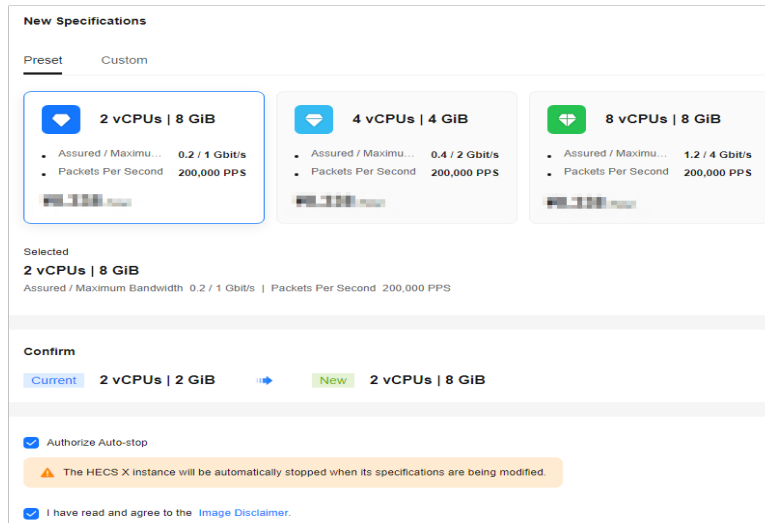 New Specifications
Preset Custom
2 vCPUs | 8 GiB
Assured / Maximu... 0.2 / 1 Gbit/s
Packets Per Second 200,000 PPS
4 vCPUs | 4 GiB
Assured / Maximu... 0.4 / 2 Gbit/s
Packets Per Second 200,000 PPS
8 vCPUs | 8 GiB
Assured / Maximu... 1.2 / 4 Gbit/s
Packets Per Second 200,000 PPS
Selected
2 vCPUs | 8 GiB
Assured / Maximum Bandwidth 0.2 / 1 Gbit/s | Packets Per Second 200,000 PPS
Confirm
Current 2 vCPUs | 2 GiB New 2 vCPUs | 8 GiB
Authorize Auto-stop
The HECS X instance will be automatically stopped when its specifications are being modified.
I have read and agree to the Image Disclaimer.